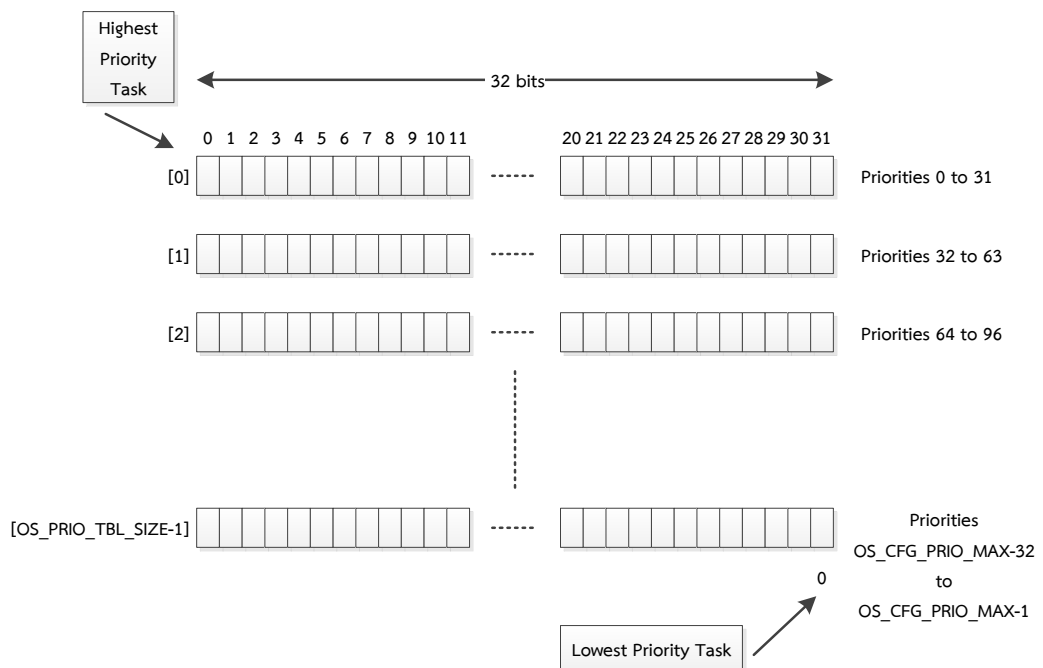 Highest
Priority
Task
32 bits
0 1 2 3 4 5 6 7 8 9 10 11 20 21 22 23 24 25 26 27 28 29 30 31
[0] Priorities 0 to 31
[1] Priorities 32 to 63
[2] Priorities 64 to 96
[OS_PRIO_TBL_SIZE-1] Priorities
OS_CFG_PRIO_MAX-32
0 to
OS_CFG_PRIO_MAX-1
Lowest Priority Task